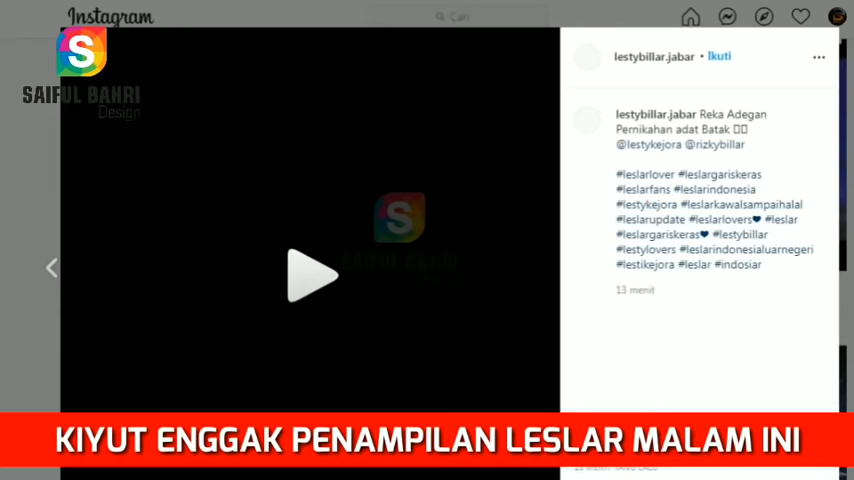 Instagram
Cari
S
SAIFUL BAHRI
Design
lestybillar.jabar • Ikuti
lestybillar.jabar Reka Adegan
Pernikahan adat Batak
@lestykejora @rizkybillar
#leslarlover #leslargariskeras
#leslarfans #leslarindonesia
#lestykejora #leslarkawalsampaihalal
#leslarupdate #leslarlovers❤ #leslar
#leslargariskeras❤ #lestybillar
#lestylovers #leslarindonesialuarnegeri
#lestikejora #leslar #indosiar
13 menit
S
SAIFUL BAHRI
KIYUT ENGGAK PENAMPILAN LESLAR MALAM INI